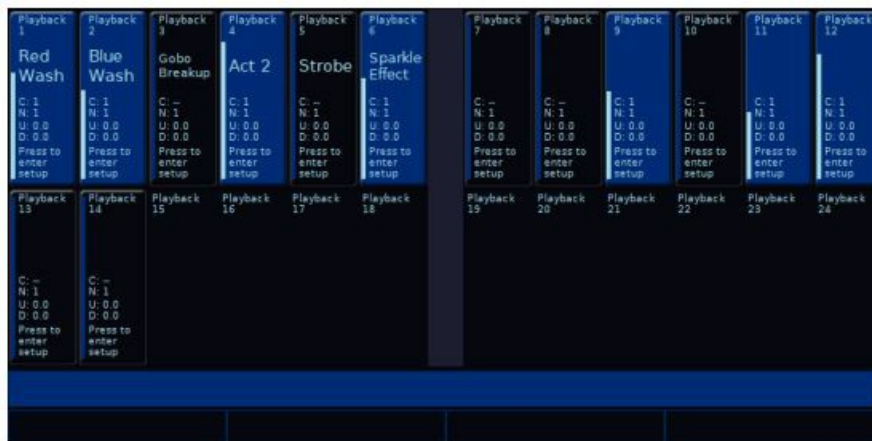 Playback
1
Red
Wash
C: 1
N: 1
U: 0.0
D: 0.0
Press to
enter
setup
Playback
2
Blue
Wash
C: 1
N: 1
U: 0.0
D: 0.0
Press to
enter
setup
Playback
3
Gobo
Breakup
C: --
N: 1
U: 0.0
D: 0.0
Press to
enter
setup
Playback
4
Act 2
C: 1
N: 1
U: 0.0
D: 0.0
Press to
enter
setup
Playback
5
Strobe
C: --
N: 1
U: 0.0
D: 0.0
Press to
enter
setup
Playback
6
Sparkle
Effect
C: 1
N: 1
U: 0.0
D: 0.0
Press to
enter
setup
Playback
7
C: --
N: 1
U: 0.0
D: 0.0
Press to
enter
setup
Playback
8
C: --
N: 1
U: 0.0
D: 0.0
Press to
enter
setup
Playback
9
C: 1
N: 1
U: 0.0
D: 0.0
Press to
enter
setup
Playback
10
C: --
N: 1
U: 0.0
D: 0.0
Press to
enter
setup
Playback
11
C: 1
N: 1
U: 0.0
D: 0.0
Press to
enter
setup
Playback
12
C: 1
N: 1
U: 0.0
D: 0.0
Press to
enter
setup
Playback
13
C: --
N: 1
U: 0.0
D: 0.0
Press to
enter
setup
Playback
14
C: --
N: 1
U: 0.0
D: 0.0
Press to
enter
setup
Playback
15
Playback
16
Playback
17
Playback
18
Playback
19
Playback
20
Playback
21
Playback
22
Playback
23
Playback
24